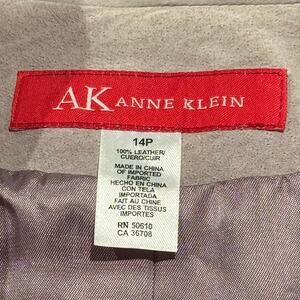 AK ANNE KLEIN
14P
100% LEATHER/
CUERO/CUIR
MADE IN CHINA
OF IMPORTED
FABRIC
HECHO EN CHINA
CON TELA
IMPORTADA
FAIT AU CHINE
AVEC DES TISSUS
IMPORTES
RN 50610
CA 36708